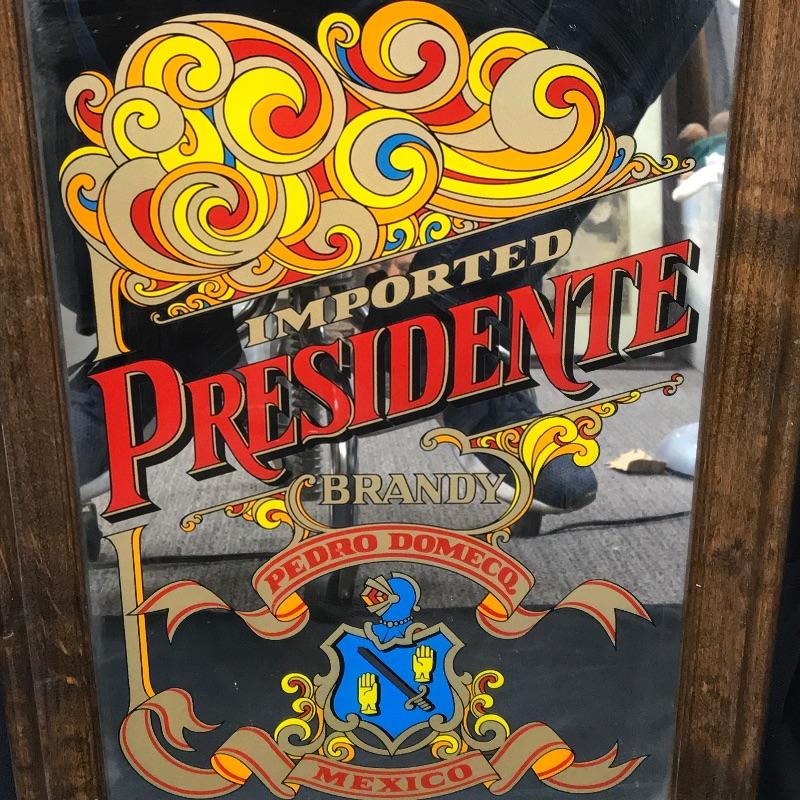 IMPORTED
PRESIDENTE
BRANDY
PEDRO DOMECQ
MEXICO